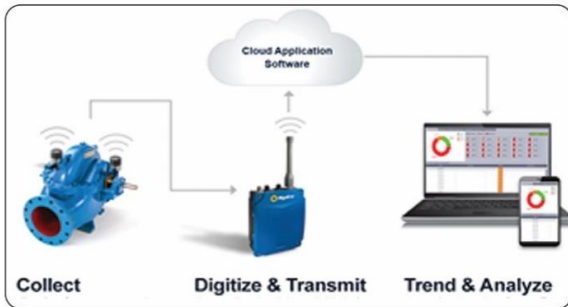 Cloud Application
Software
Collect
Digitize & Transmit
Trend & Analyze